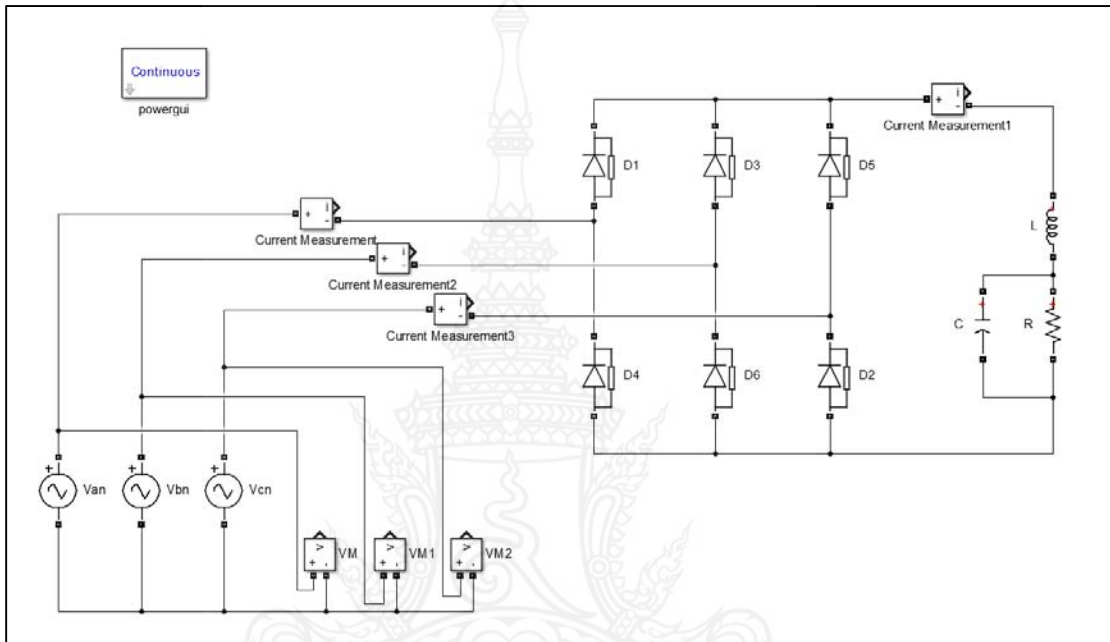 Continuous
powergui
i
+
-
Current Measurement1
D1
D3
D5
i
+
-
Current Measurement
i
+
-
Current Measurement2
i
+
-
Current Measurement3
L
+
C
+
R
D4
D6
D2
+
Van
+
Vbn
+
Vcn
v
+ -
VM
v
+ -
VM1
v
+ -
VM2